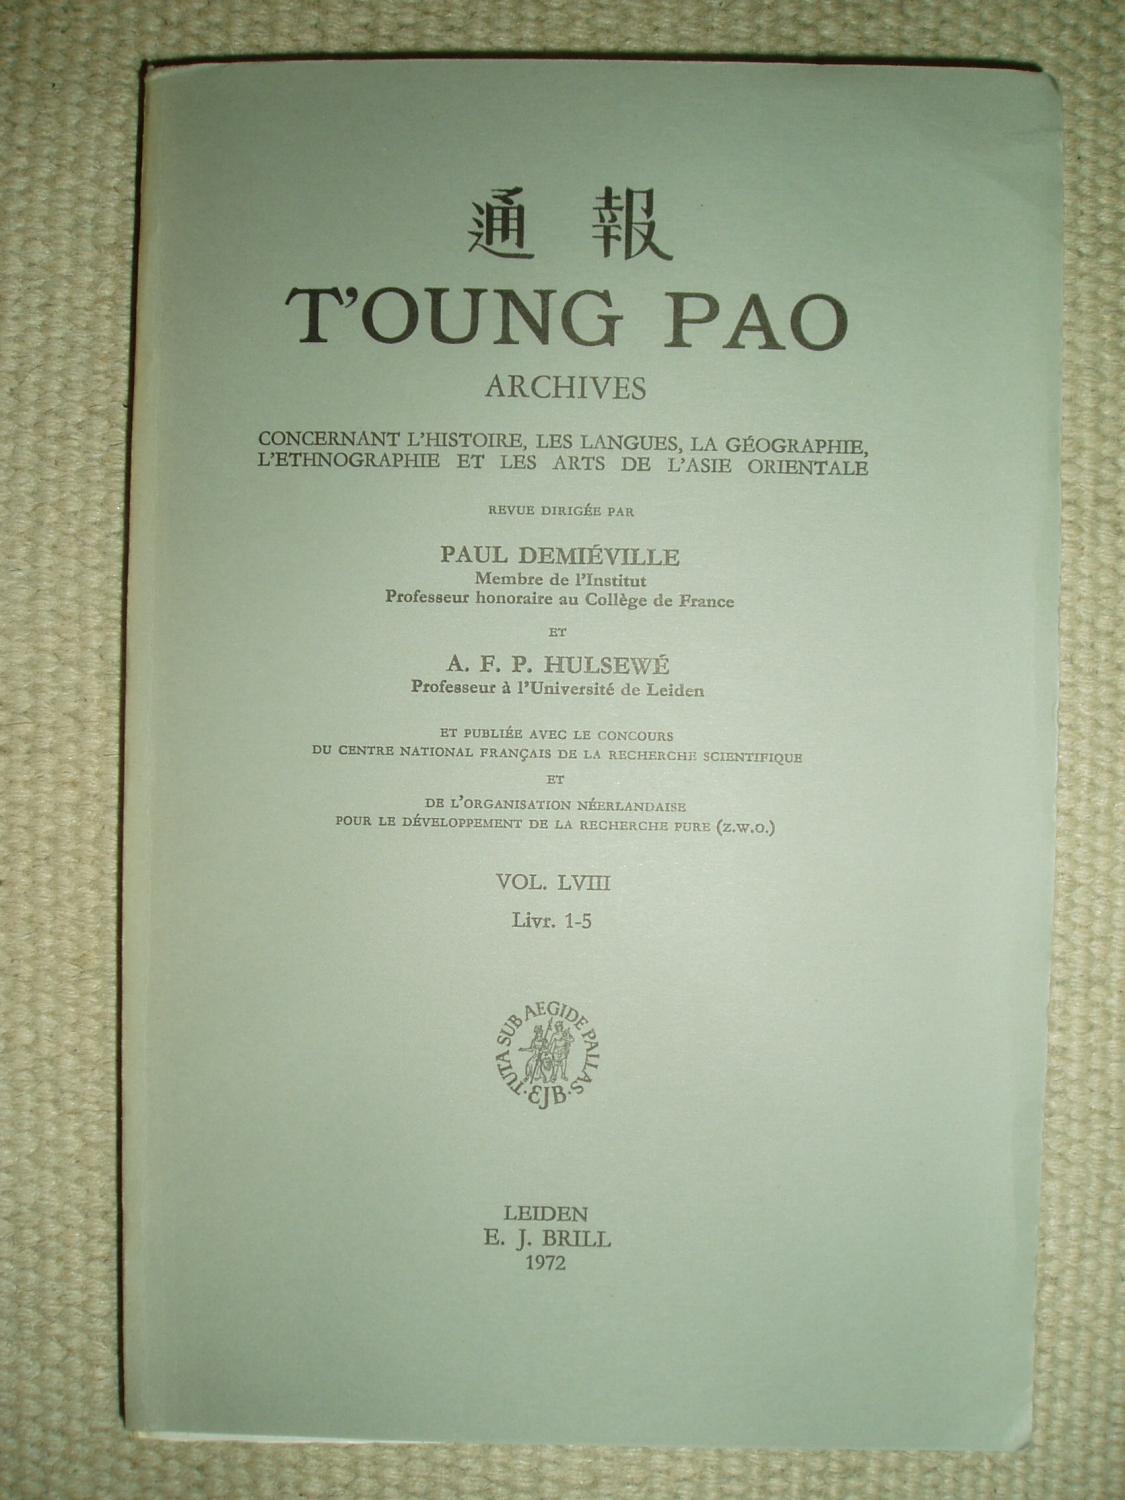 通 報
T'OUNG PAO
ARCHIVES
CONCERNANT L'HISTOIRE, LES LANGUES, LA GÉOGRAPHIE,
L'ETHNOGRAPHIE ET LES ARTS DE L'ASIE ORIENTALE
REVUE DIRIGÉE PAR
PAUL DEMIÉVILLE
Membre de l'Institut
Professeur honoraire au Collège de France
ET
A. F. P. HULSEWÉ
Professeur à l'Université de Leiden
ET PUBLIÉE AVEC LE CONCOURS
DU CENTRE NATIONAL FRANÇAIS DE LA RECHERCHE SCIENTIFIQUE
ET
DE L'ORGANISATION NÉERLANDAISE
POUR LE DÉVELOPPEMENT DE LA RECHERCHE PURE (Z.W.O.)
VOL. LVIII
Livr. 1-5
TUTA SUB AEGIDE PALLAS
·EJB·
LEIDEN
E. J. BRILL
1972